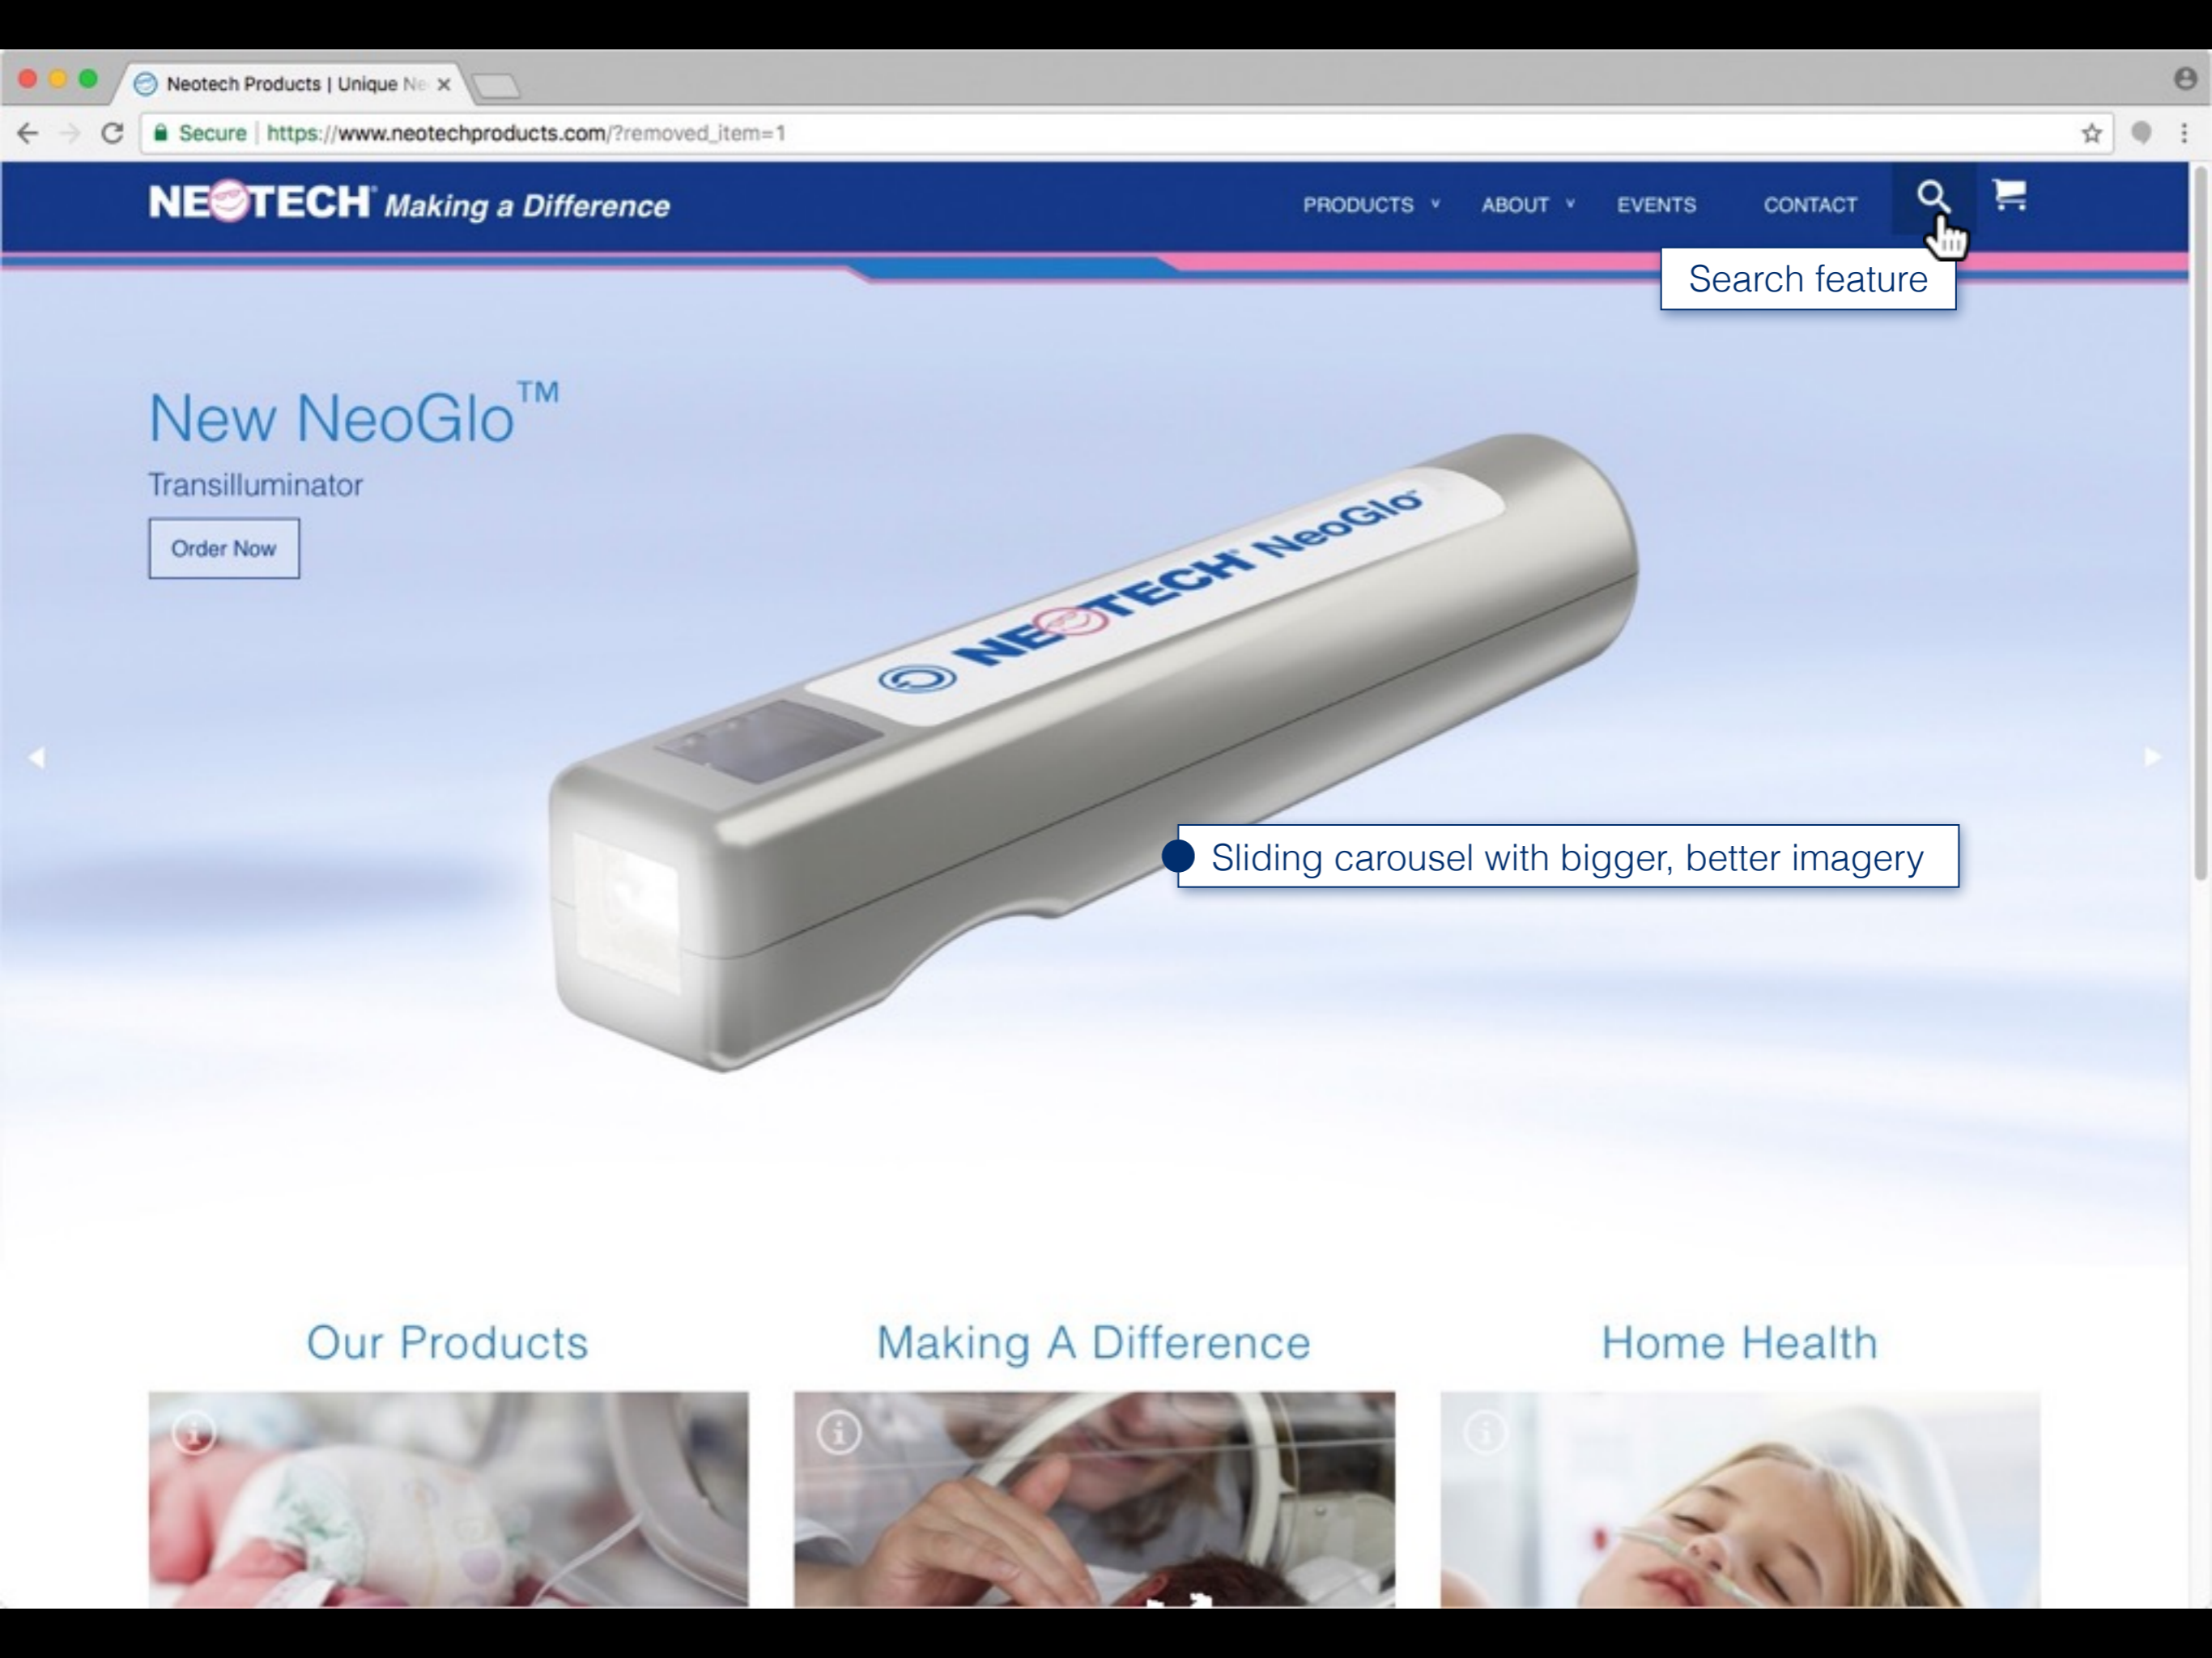 Neotech Products | Unique Ne
Secure | https://www.neotechproducts.com/?removed_item=1
NEOTECH® Making a Difference
PRODUCTS ABOUT EVENTS CONTACT
Search feature
New NeoGlo™
Transilluminator
Order Now
NEOTECH® NeoGlo™
Sliding carousel with bigger, better imagery
Our Products Making A Difference Home Health